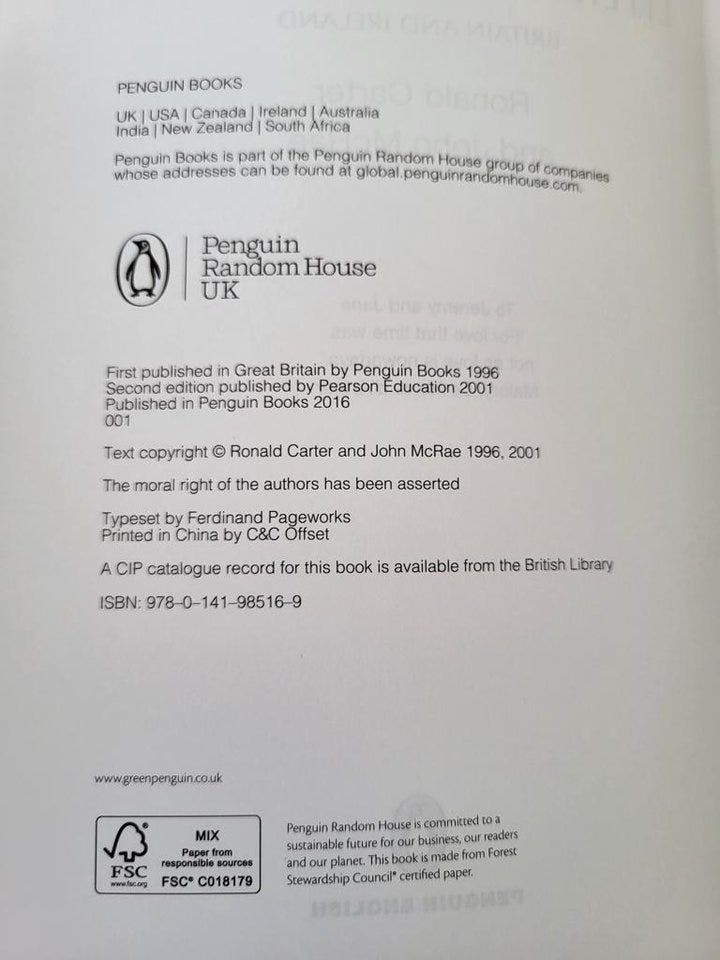 PENGUIN BOOKS
UK | USA | Canada | Ireland | Australia
India | New Zealand | South Africa
Penguin Books is part of the Penguin Random House group of companies
whose addresses can be found at global.penguinrandomhouse.com.
Penguin
Random House
UK
First published in Great Britain by Penguin Books 1996
Second edition published by Pearson Education 2001
Published in Penguin Books 2016
001
Text copyright © Ronald Carter and John McRae 1996, 2001
The moral right of the authors has been asserted
Typeset by Ferdinand Pageworks
Printed in China by C&C Offset
A CIP catalogue record for this book is available from the British Library
ISBN: 978–0–141–98516–9
www.greenpenguin.co.uk
MIX
Paper from
responsible sources
FSC® C018179
FSC
www.fsc.org
Penguin Random House is committed to a
sustainable future for our business, our readers
and our planet. This book is made from Forest
Stewardship Council® certified paper.